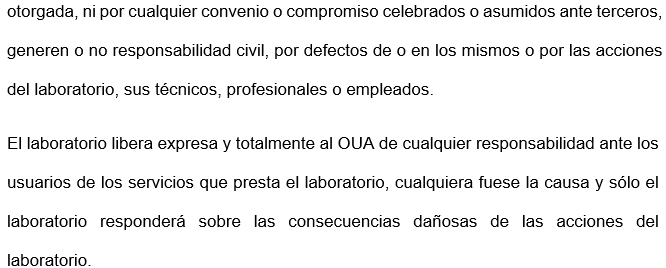 otorgada, ni por cualquier convenio o compromiso celebrados o asumidos ante terceros,
generen o no responsabilidad civil, por defectos de o en los mismos o por las acciones
del laboratorio, sus técnicos, profesionales o empleados.
El laboratorio libera expresa y totalmente al OUA de cualquier responsabilidad ante los
usuarios de los servicios que presta el laboratorio, cualquiera fuese la causa y sólo el
laboratorio responderá sobre las consecuencias dañosas de las acciones del
laboratorio.